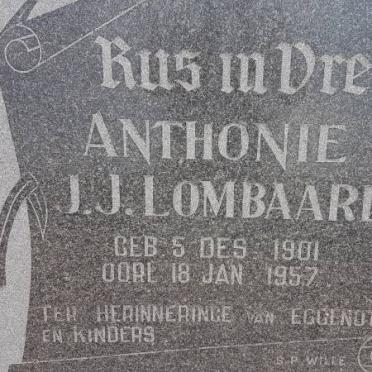 Rus in Vre
ANTHONIE
J.J. LOMBAARD
GEB 5 DES 1901
OORL 18 JAN 1957
TER HERINNERINGE VAN EGGENOT
EN KINDERS
S.P. WILLE